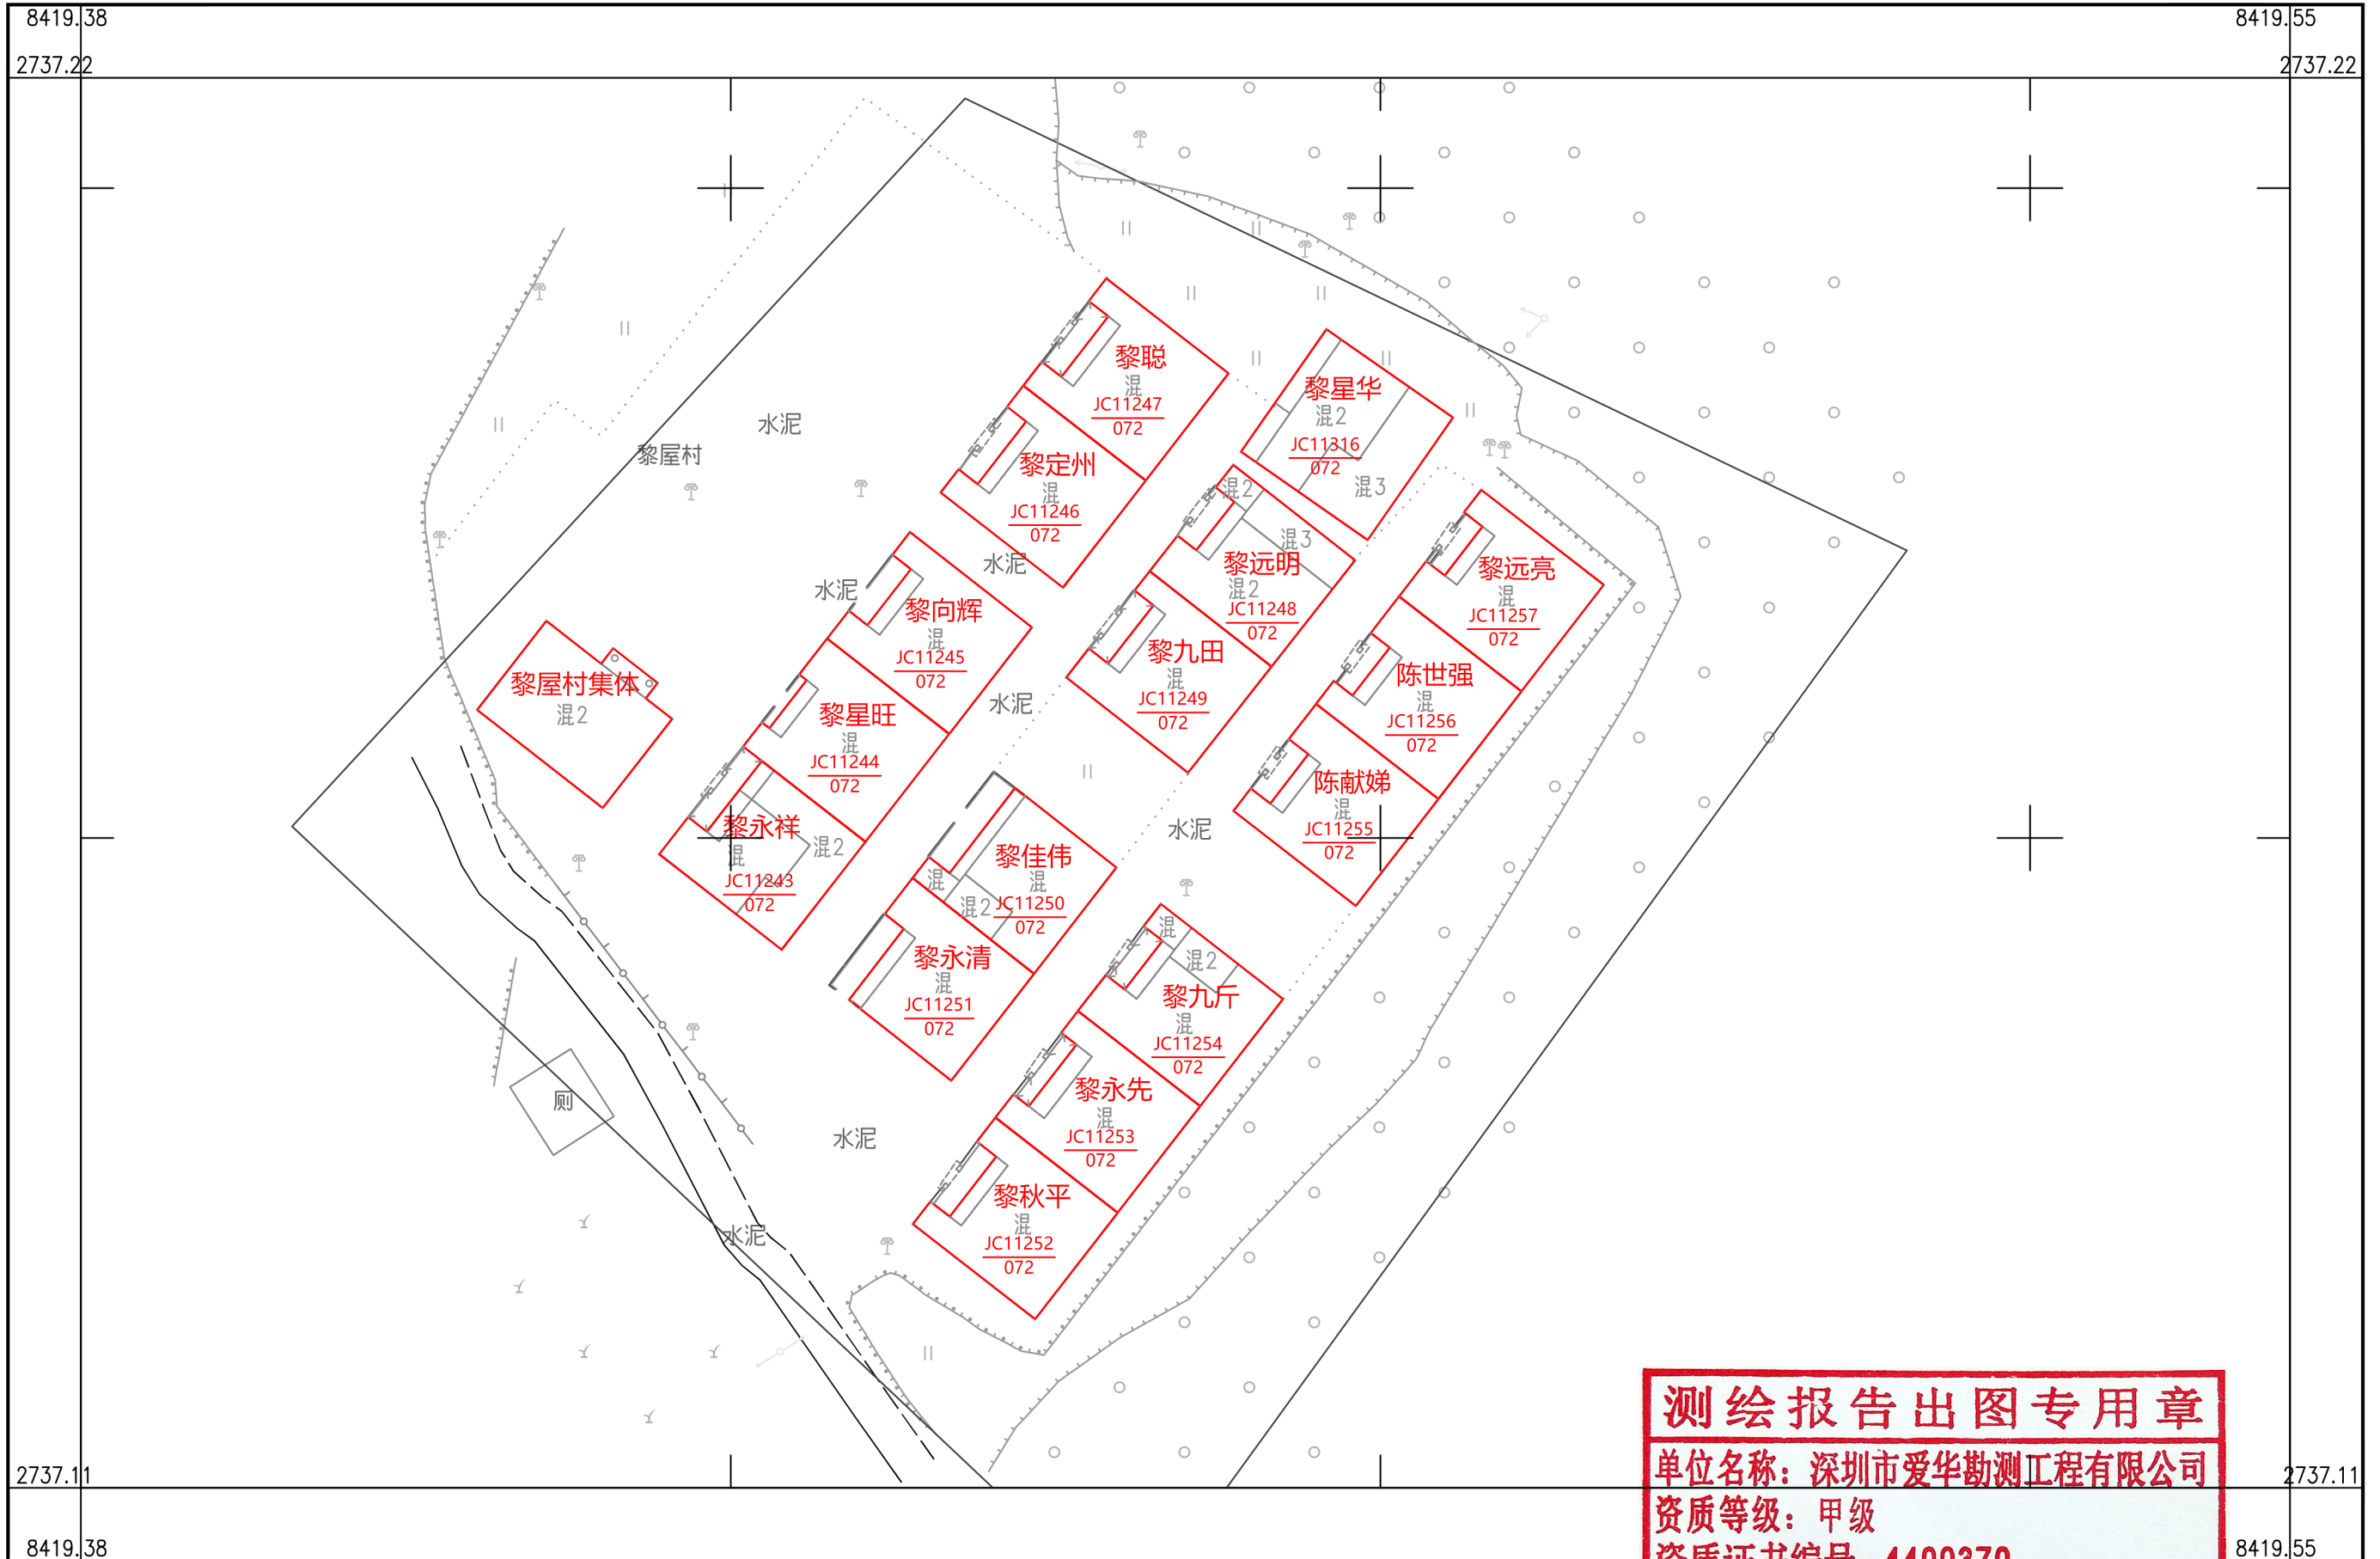 8419.38
8419.55
2737.22
2737.22
黎聪
混
JC11247
072
黎星华
混2
JC11316
072
混3
水泥
黎屋村
黎定州
混
JC11246
072
混2
混3
黎远明
混2
JC11248
072
黎远亮
混
JC11257
072
水泥
水泥
黎向辉
混
JC11245
072
黎九田
混
JC11249
072
陈世强
混
JC11256
072
黎屋村集体
混2
水泥
黎星旺
混
JC11244
072
陈献娣
混
JC11255
072
水泥
黎永祥
混
混2
JC11243
072
黎佳伟
混
混
混2
JC11250
072
黎永清
混
JC11251
072
混
混2
黎九斤
混
JC11254
072
厕
黎永先
混
JC11253
072
水泥
黎秋平
混
JC11252
072
水泥
测绘报告出图专用章
单位名称：深圳市爱华勘测工程有限公司
资质等级：甲级
2737.11
2737.11
8419.38
8419.55